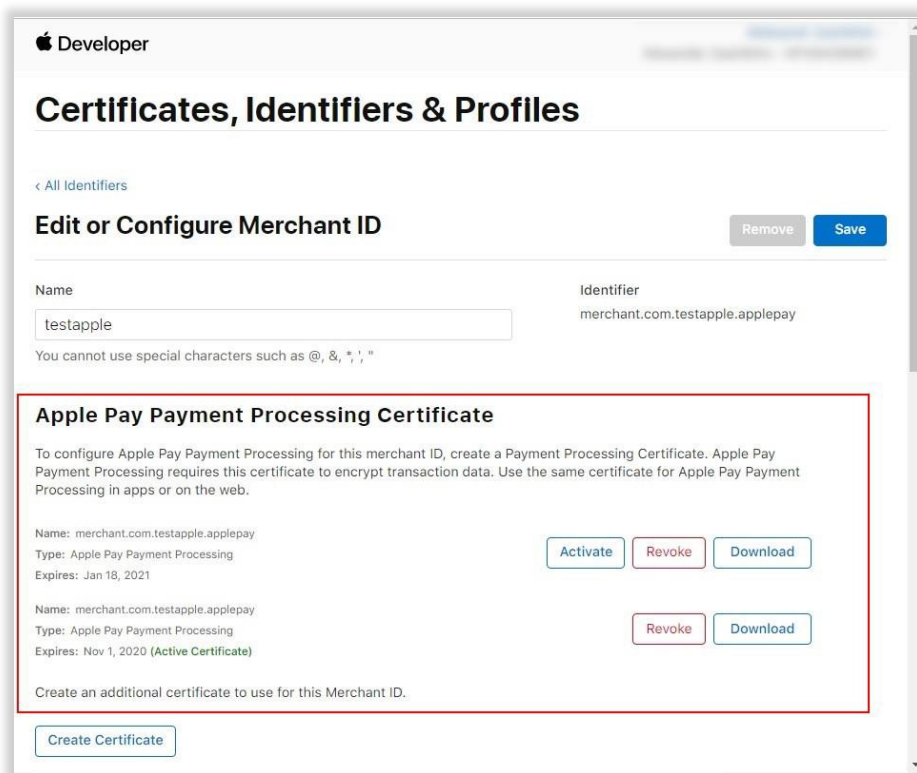 Developer
Certificates, Identifiers & Profiles
‹ All Identifiers
Edit or Configure Merchant ID
Remove
Save
Name
Identifier
testapple
merchant.com.testapple.applepay
You cannot use special characters such as @, &, *, ', "
Apple Pay Payment Processing Certificate
To configure Apple Pay Payment Processing for this merchant ID, create a Payment Processing Certificate. Apple Pay
Payment Processing requires this certificate to encrypt transaction data. Use the same certificate for Apple Pay Payment
Processing in apps or on the web.
Name: merchant.com.testapple.applepay
Type: Apple Pay Payment Processing
Expires: Jan 18, 2021
Activate
Revoke
Download
Name: merchant.com.testapple.applepay
Type: Apple Pay Payment Processing
Expires: Nov 1, 2020 (Active Certificate)
Revoke
Download
Create an additional certificate to use for this Merchant ID.
Create Certificate